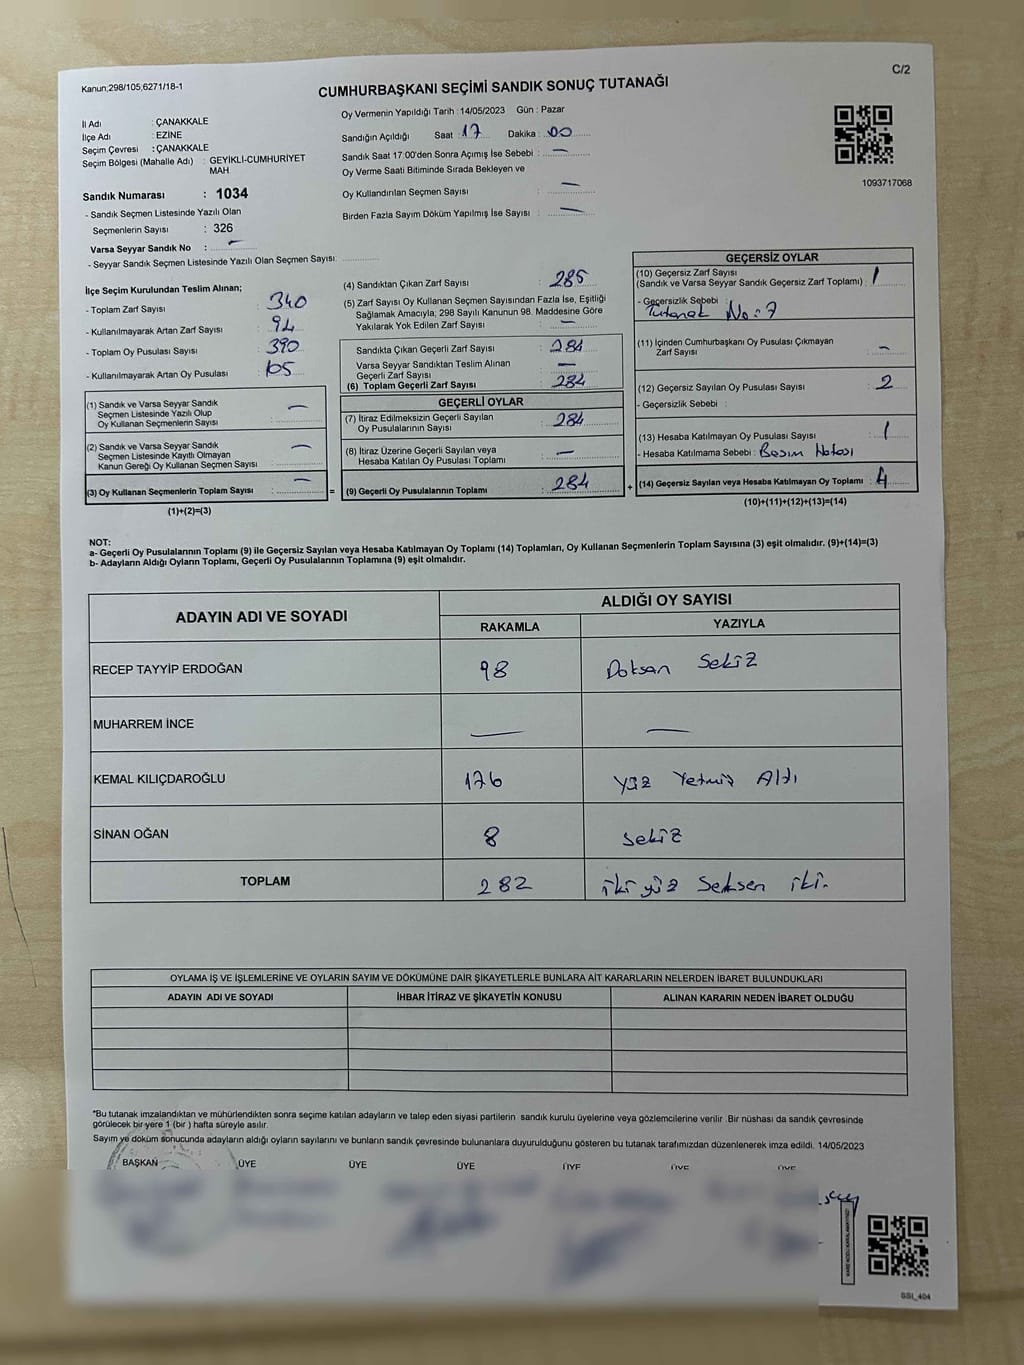 Kanun;298/105,6271/18-1
C/2
CUMHURBAŞKANI SEÇİMİ SANDIK SONUÇ TUTANAĞI
İl Adı : ÇANAKKALE
İlçe Adı : EZİNE
Seçim Çevresi : ÇANAKKALE
Seçim Bölgesi (Mahalle Adı) : GEYİKLİ-CUMHURİYET
MAH
Sandık Numarası : 1034
- Sandık Seçmen Listesinde Yazılı Olan
Seçmenlerin Sayısı : 326
Varsa Seyyar Sandık No : –
- Seyyar Sandık Seçmen Listesinde Yazılı Olan Seçmen Sayısı:
Oy Vermenin Yapıldığı Tarih : 14/05/2023 Gün : Pazar
Sandığın Açıldığı Saat : 17 Dakika : 00
Sandık Saat 17:00'den Sonra Açımış İse Sebebi : –
Oy Verme Saati Bitiminde Sırada Bekleyen ve
Oy Kullandırılan Seçmen Sayısı : –
Birden Fazla Sayım Döküm Yapılmış İse Sayısı : –
1093717068
İlçe Seçim Kurulundan Teslim Alınan;
- Toplam Zarf Sayısı : 340
- Kullanılmayarak Artan Zarf Sayısı : 94
- Toplam Oy Pusulası Sayısı : 390
- Kullanılmayarak Artan Oy Pusulası : 105
(1) Sandık ve Varsa Seyyar Sandık
Seçmen Listesinde Yazılı Olup
Oy Kullanan Seçmenlerin Sayısı : –
(2) Sandık ve Varsa Seyyar Sandık
Seçmen Listesinde Kayıtlı Olmayan
Kanun Gereği Oy Kullanan Seçmen Sayısı : –
(3) Oy Kullanan Seçmenlerin Toplam Sayısı : – =
(1)+(2)=(3)
(4) Sandıktan Çıkan Zarf Sayısı : 285
(5) Zarf Sayısı Oy Kullanan Seçmen Sayısından Fazla İse, Eşitliği
Sağlamak Amacıyla, 298 Sayılı Kanunun 98. Maddesine Göre
Yakılarak Yok Edilen Zarf Sayısı : –
Sandıkta Çıkan Geçerli Zarf Sayısı : 284
Varsa Seyyar Sandıktan Teslim Alınan
Geçerli Zarf Sayısı : –
(6) Toplam Geçerli Zarf Sayısı : 284
GEÇERLİ OYLAR
(7) İtiraz Edilmeksizin Geçerli Sayılan
Oy Pusulalarının Sayısı : 284
(8) İtiraz Üzerine Geçerli Sayılan veya
Hesaba Katılan Oy Pusulası Toplamı : –
(9) Geçerli Oy Pusulalarının Toplamı : 284 +
GEÇERSİZ OYLAR
(10) Geçersiz Zarf Sayısı
(Sandık ve Varsa Seyyar Sandık Geçersiz Zarf Toplamı) : 1
- Geçersizlik Sebebi :
Tutanak No:7
(11) İçinden Cumhurbaşkanı Oy Pusulası Çıkmayan
Zarf Sayısı : –
(12) Geçersiz Sayılan Oy Pusulası Sayısı : 2
- Geçersizlik Sebebi :
(13) Hesaba Katılmayan Oy Pusulası Sayısı : 1
- Hesaba Katılmama Sebebi : Basım Hatası
(14) Geçersiz Sayılan veya Hesaba Katılmayan Oy Toplamı : 4
(10)+(11)+(12)+(13)=(14)
NOT:
a- Geçerli Oy Pusulalarının Toplamı (9) ile Geçersiz Sayılan veya Hesaba Katılmayan Oy Toplamı (14) Toplamları, Oy Kullanan Seçmenlerin Toplam Sayısına (3) eşit olmalıdır. (9)+(14)=(3)
b- Adayların Aldığı Oyların Toplamı, Geçerli Oy Pusulalarının Toplamına (9) eşit olmalıdır.
ADAYIN ADI VE SOYADI
ALDIĞI OY SAYISI
RAKAMLA YAZIYLA
RECEP TAYYİP ERDOĞAN 98 Doksan Sekiz
MUHARREM İNCE – –
KEMAL KILIÇDAROĞLU 176 yüz Yetmiş Altı
SİNAN OĞAN 8 sekiz
TOPLAM 282 iki yüz Seksen iki.
OYLAMA İŞ VE İŞLEMLERİNE VE OYLARIN SAYIM VE DÖKÜMÜNE DAİR ŞİKAYETLERLE BUNLARA AİT KARARLARIN NELERDEN İBARET BULUNDUKLARI
ADAYIN ADI VE SOYADI İHBAR İTİRAZ VE ŞİKAYETİN KONUSU ALINAN KARARIN NEDEN İBARET OLDUĞU
*Bu tutanak imzalandıktan ve mühürlendikten sonra seçime katılan adayların ve talep eden siyasi partilerin sandık kurulu üyelerine veya gözlemcilerine verilir. Bir nüshası da sandık çevresinde
görülecek bir yere 1 (bir ) hafta süreyle asılır.
Sayım ve döküm sonucunda adayların aldığı oyların sayılarını ve bunların sandık çevresinde bulunanlara duyurulduğunu gösteren bu tutanak tarafımızdan düzenlenerek imza edildi. 14/05/2023
BAŞKAN ÜYE ÜYE ÜYE ÜYE ÜYE ÜYE
SSI_404